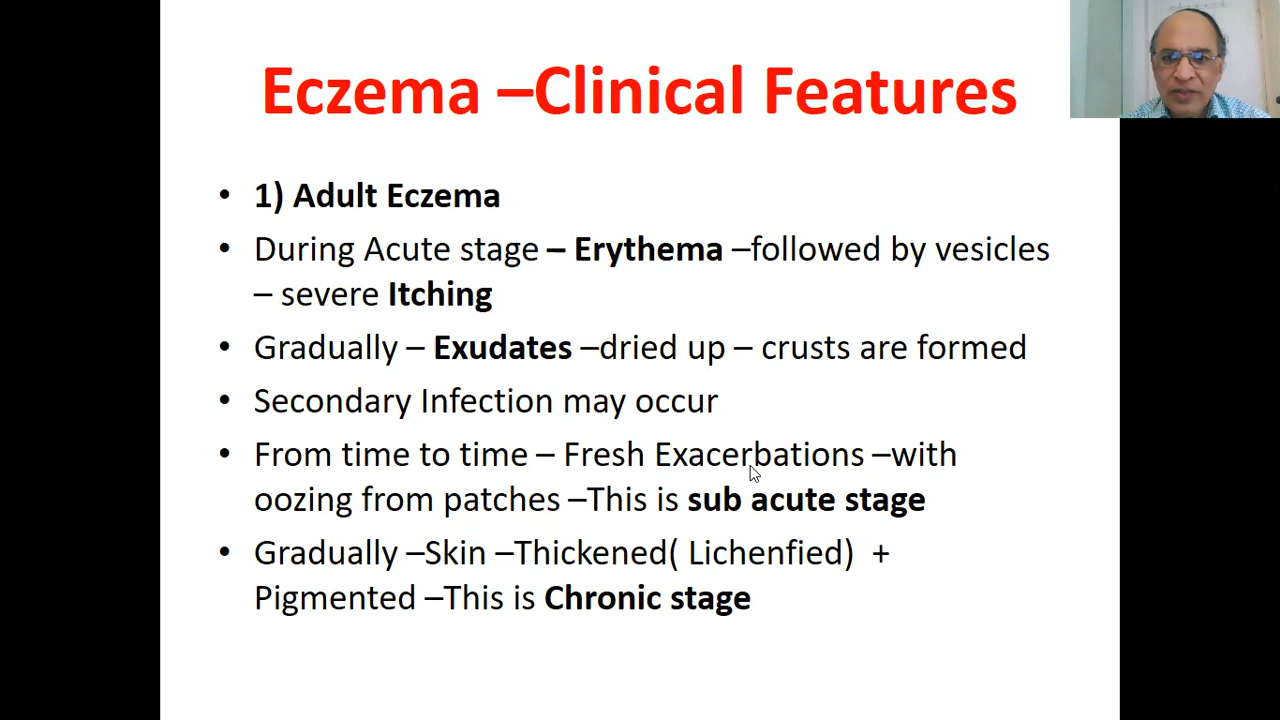 Eczema –Clinical Features
• 1) Adult Eczema
• During Acute stage – Erythema –followed by vesicles
– severe Itching
• Gradually – Exudates –dried up – crusts are formed
• Secondary Infection may occur
• From time to time – Fresh Exacerbations –with
oozing from patches –This is sub acute stage
• Gradually –Skin –Thickened( Lichenfied) +
Pigmented –This is Chronic stage